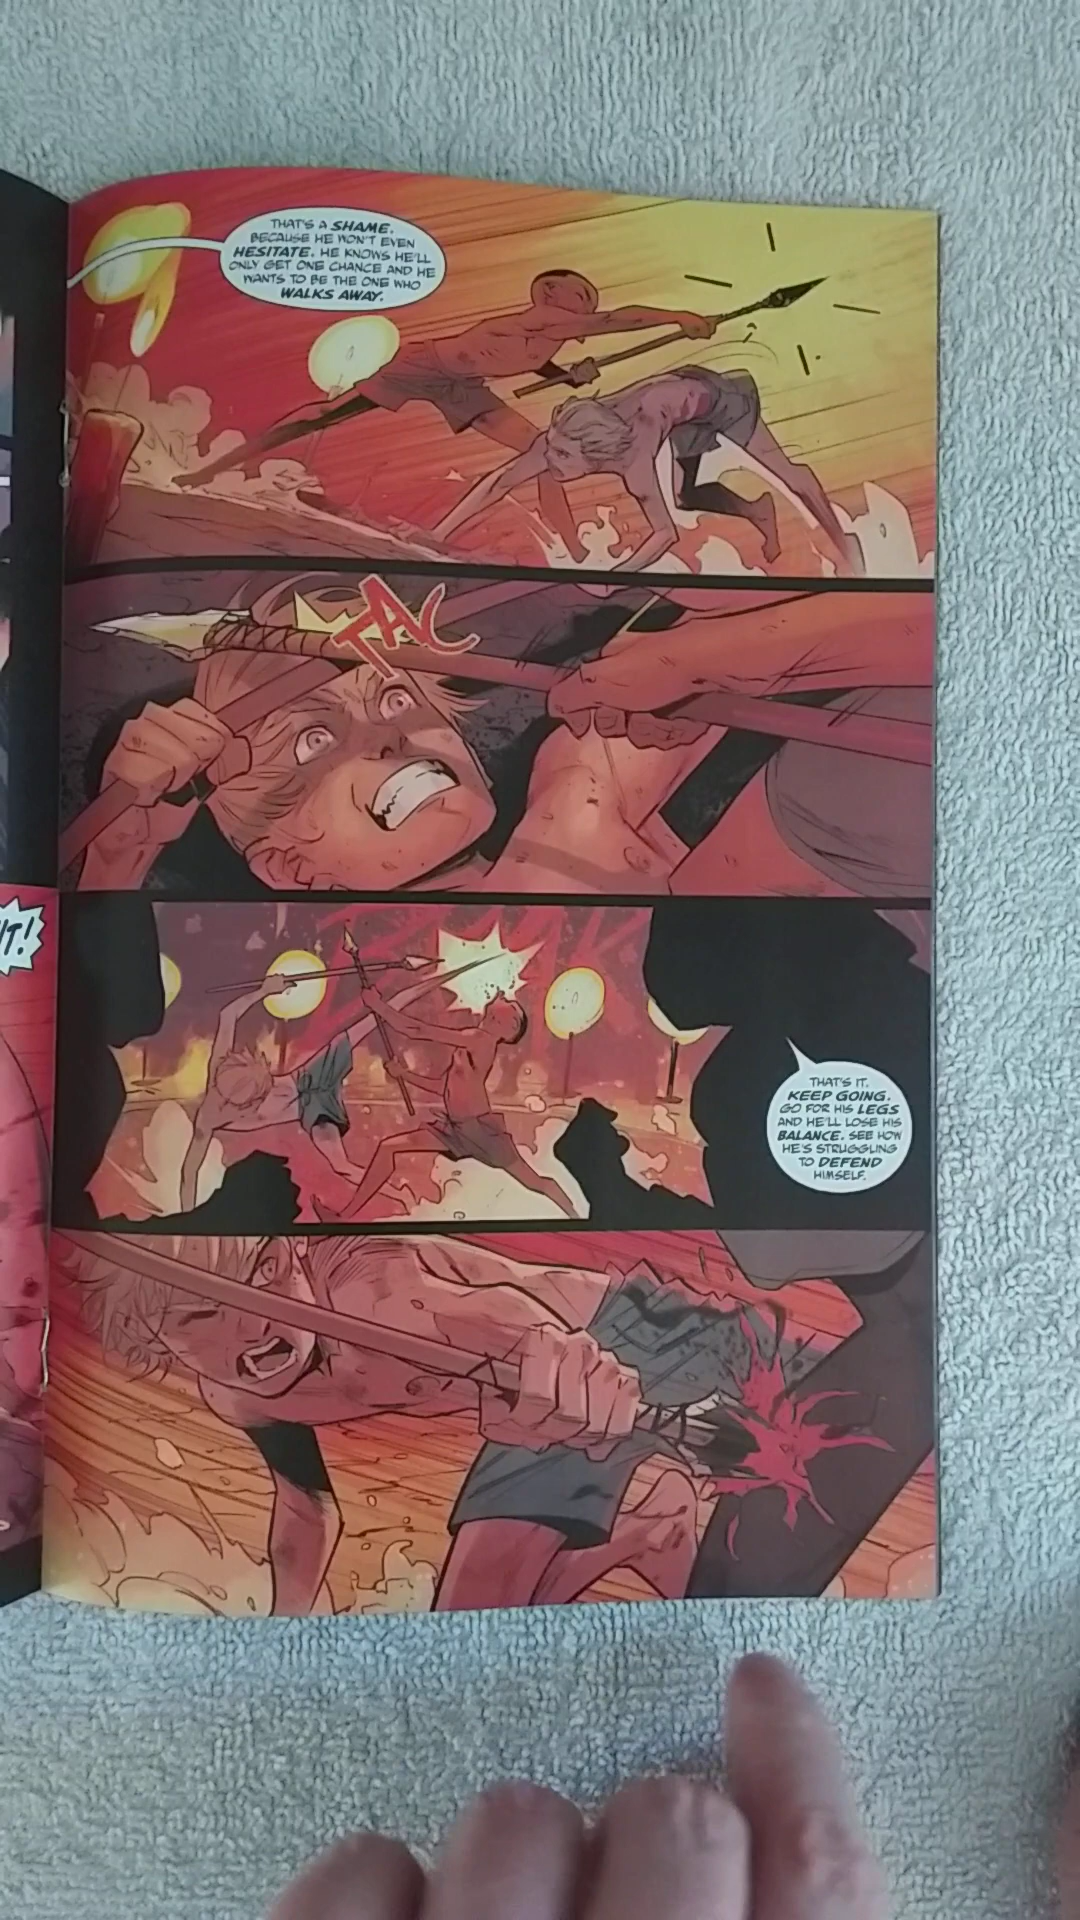 THAT'S A SHAME.
BECAUSE HE WON'T EVEN
HESITATE. HE KNOWS HE'LL
ONLY GET ONE CHANCE AND HE
WANTS TO BE THE ONE WHO
WALKS AWAY.
TAC
IT!
THAT'S IT.
KEEP GOING.
GO FOR HIS LEGS
AND HE'LL LOSE HIS
BALANCE. SEE HOW
HE'S STRUGGLING
TO DEFEND
HIMSELF.